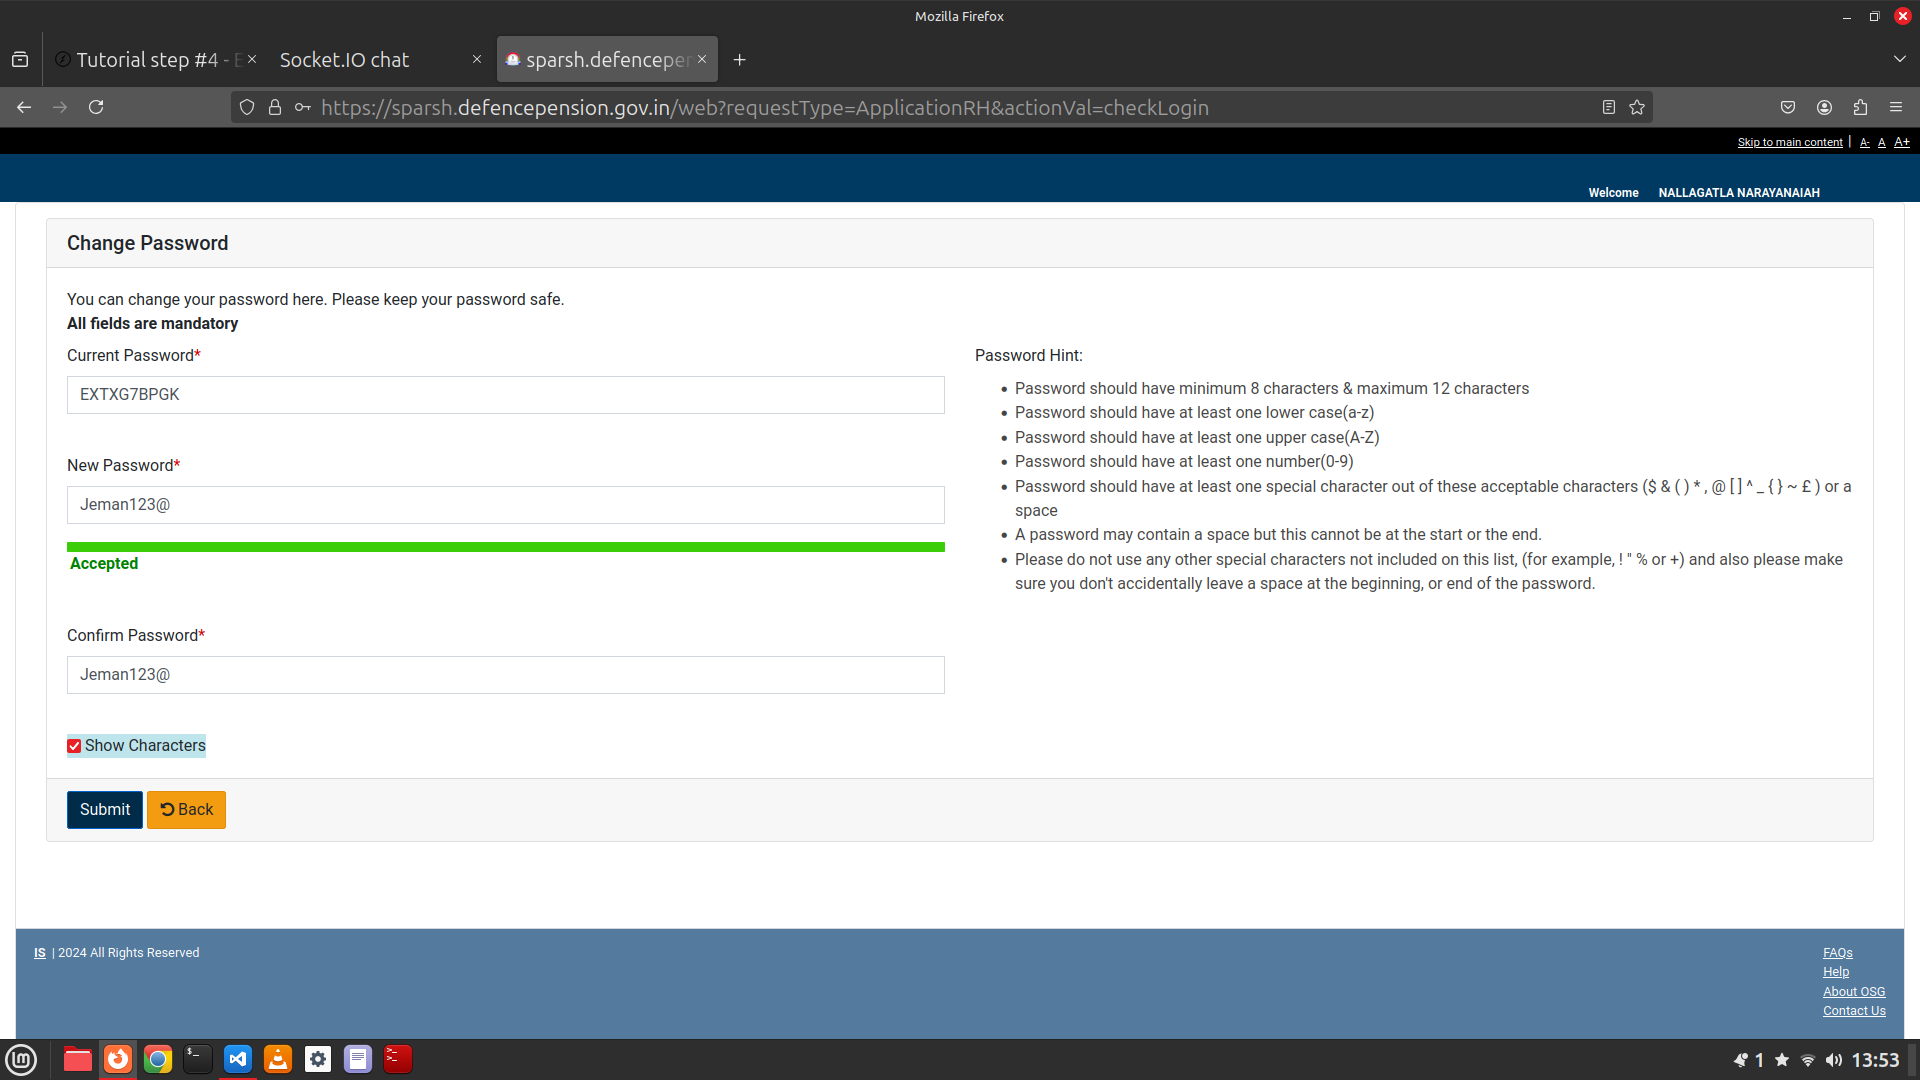 Mozilla Firefox
Tutorial step #4 - E
Socket.IO chat
sparsh.defencepen
https://sparsh.defencepension.gov.in/web?requestType=ApplicationRH&actionVal=checkLogin
Skip to main content | A- A A+
Welcome NALLAGATLA NARAYANAIAH
Change Password
You can change your password here. Please keep your password safe.
All fields are mandatory
Current Password*
EXTXG7BPGK
New Password*
Jeman123@
Accepted
Confirm Password*
Jeman123@
Show Characters
Password Hint:
• Password should have minimum 8 characters & maximum 12 characters
• Password should have at least one lower case(a-z)
• Password should have at least one upper case(A-Z)
• Password should have at least one number(0-9)
• Password should have at least one special character out of these acceptable characters ($ & ( ) * , @ [ ] ^ _ { } ~ £ ) or a
space
• A password may contain a space but this cannot be at the start or the end.
• Please do not use any other special characters not included on this list, (for example, ! " % or +) and also please make
sure you don't accidentally leave a space at the beginning, or end of the password.
Submit
Back
IS | 2024 All Rights Reserved
FAQs
Help
About OSG
Contact Us
1
13:53